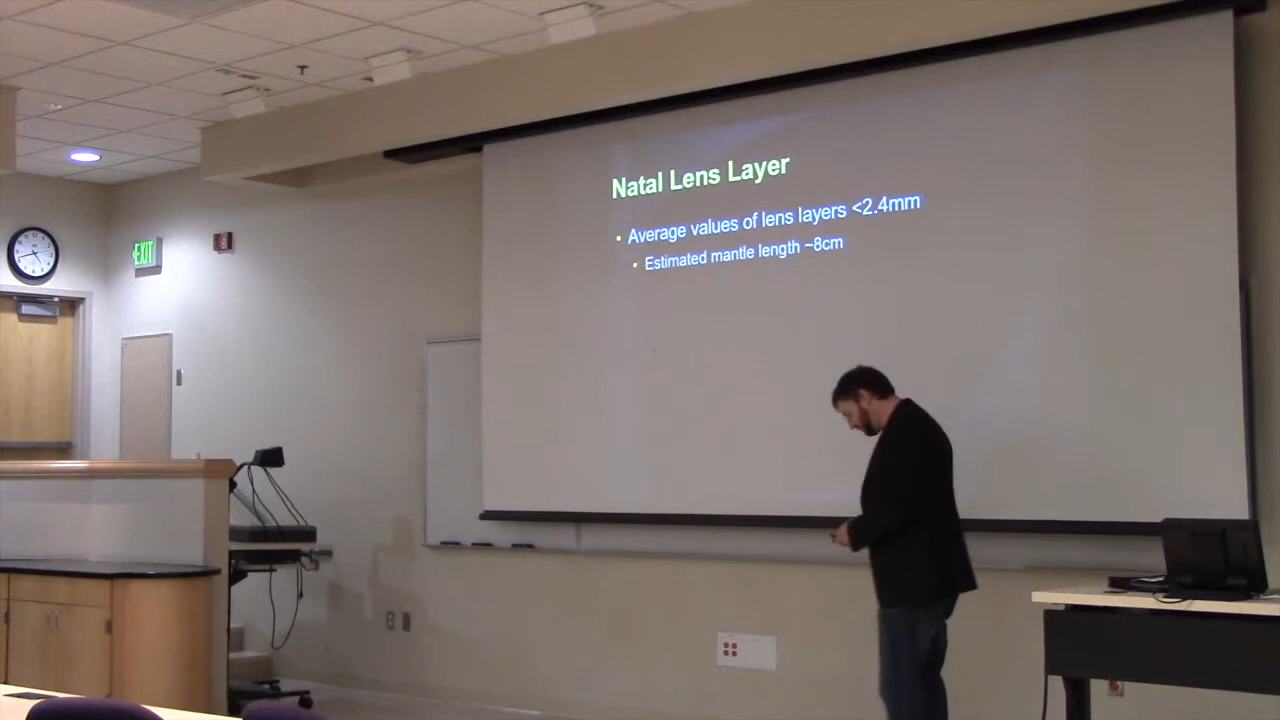 Natal Lens Layer
• Average values of lens layers <2.4mm
• Estimated mantle length ~8cm
EXIT